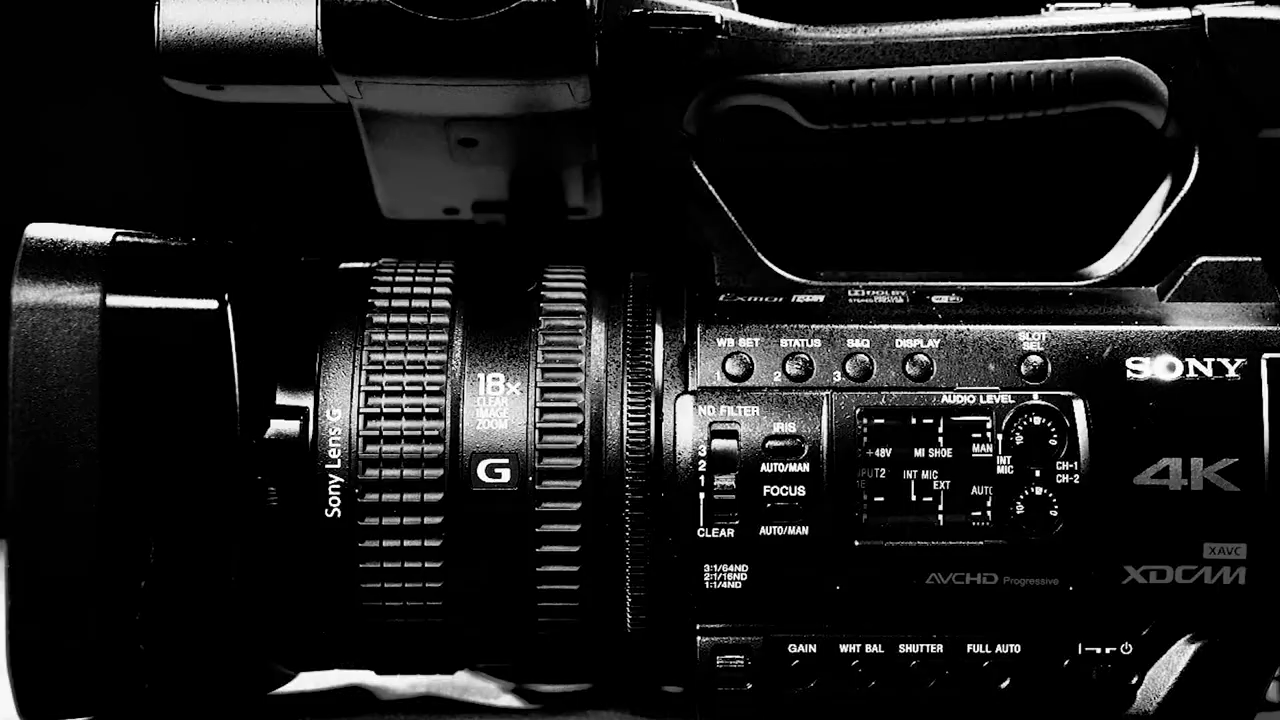 Exmor
DOLBY
WB SET
STATUS
S&Q
DISPLAY
SLOT
SEL
2
3
SONY
18x
CLEAR
IMAGE
ZOOM
G
Sony Lens G
ND FILTER
3
2
1
CLEAR
IRIS
AUTO/MAN
FOCUS
AUTO/MAN
AUDIO LEVEL
+48V
MI SHOE
MAN
INT MIC
EXT
AUTO
INT
MIC
CH-1
CH-2
4K
3:1/64ND
2:1/16ND
1:1/4ND
AVCHD Progressive
XAVC
XDCAM
GAIN
WHT BAL
SHUTTER
FULL AUTO